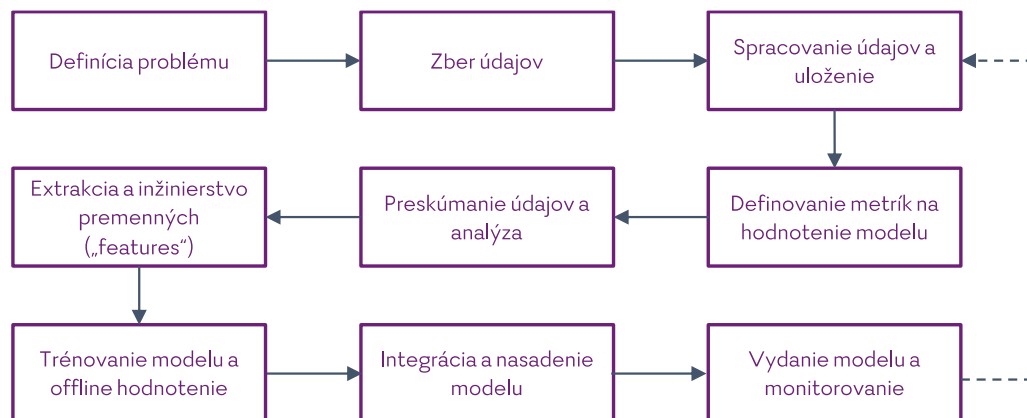 Definícia problému
Zber údajov
Spracovanie údajov a
uloženie
Extrakcia a inžinierstvo
premenných
(„features“)
Preskúmanie údajov a
analýza
Definovanie metrík na
hodnotenie modelu
Trénovanie modelu a
offline hodnotenie
Integrácia a nasadenie
modelu
Vydanie modelu a
monitorovanie